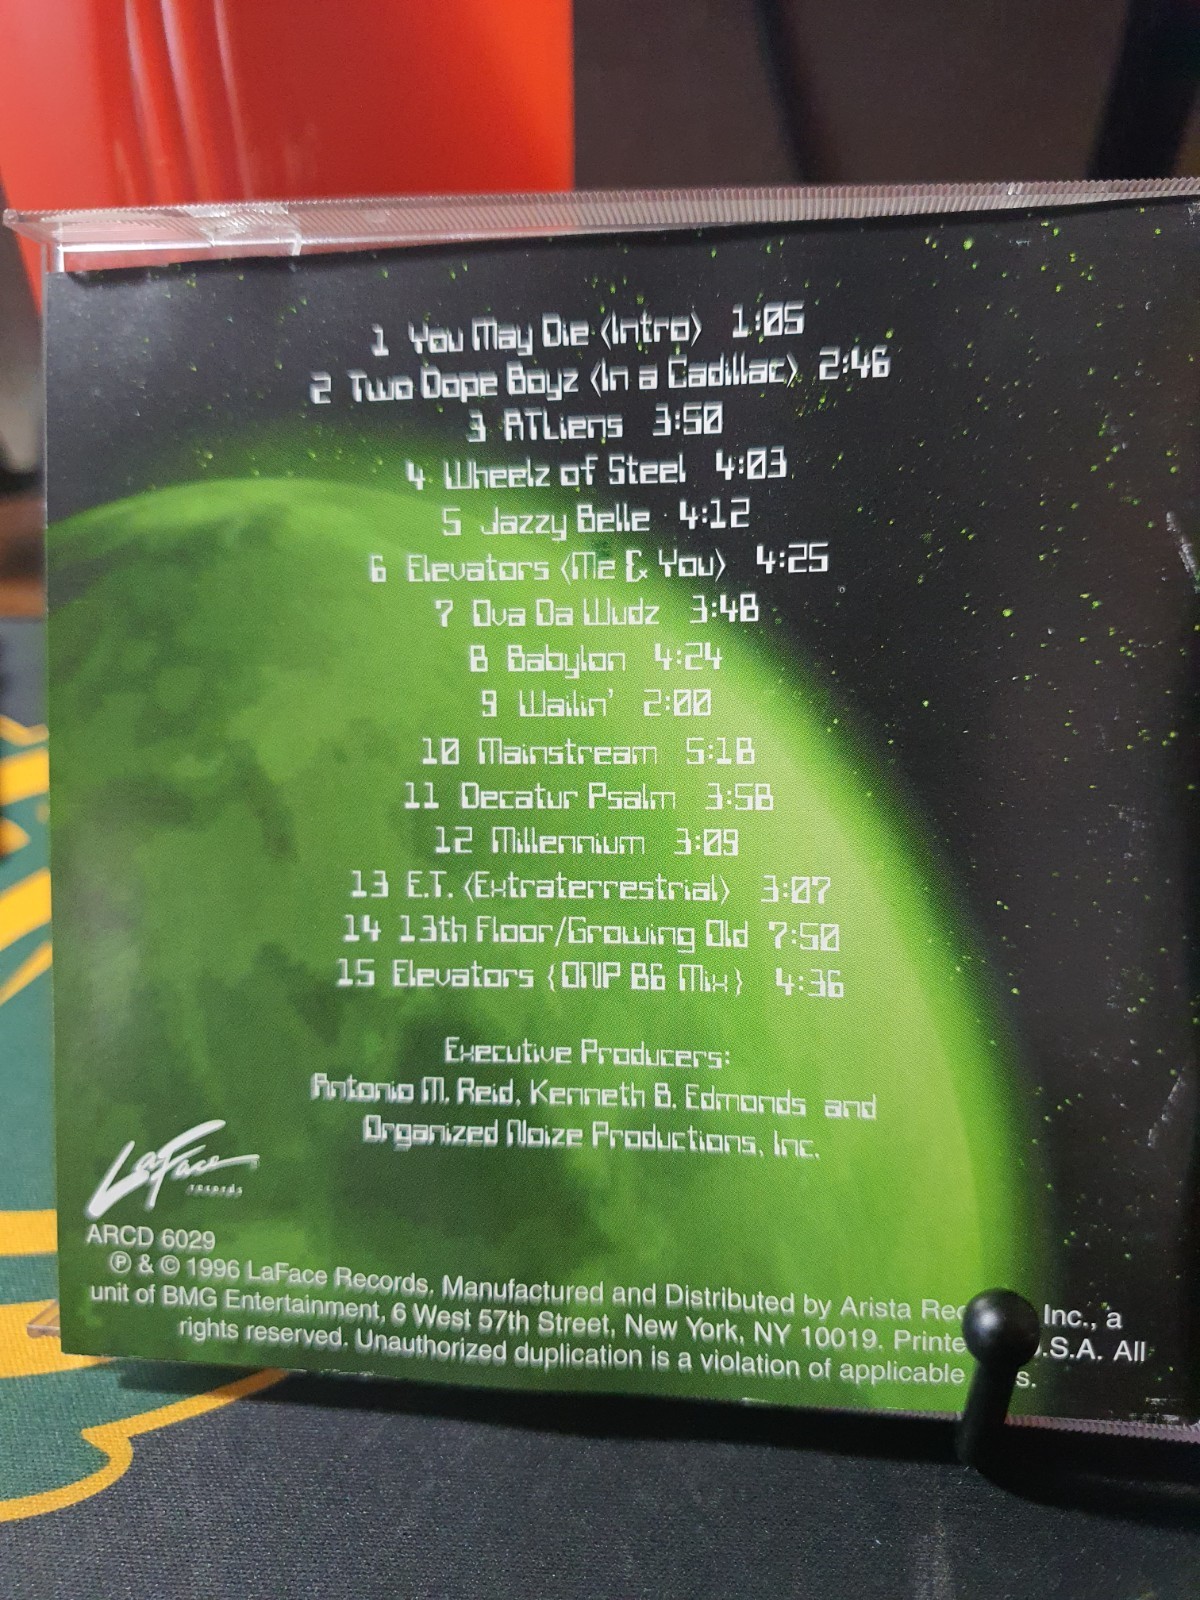 1 You May Die (Intro) 1:05
2 Two Dope Boyz (In a Cadillac) 2:46
3 ATLiens 3:50
4 Wheelz of Steel 4:03
5 Jazzy Belle 4:12
6 Elevators (Me & You) 4:25
7 Ova Da Wudz 3:48
8 Babylon 4:24
9 Wailin' 2:00
10 Mainstream 5:18
11 Decatur Psalm 3:58
12 Millennium 3:09
13 E.T. (Extraterrestrial) 3:07
14 13th Floor/Growing Old 7:50
15 Elevators {ONP 86 Mix} 4:36
Executive Producers:
Antonio M. Reid, Kenneth B. Edmonds and
Organized Noize Productions, Inc.
LaFace
records
ARCD 6029
℗ & © 1996 LaFace Records. Manufactured and Distributed by Arista Inc., a
unit of BMG Entertainment, 6 West 57th Street, New York, NY 10019. All
rights reserved. Unauthorized duplication is a violation of applicable